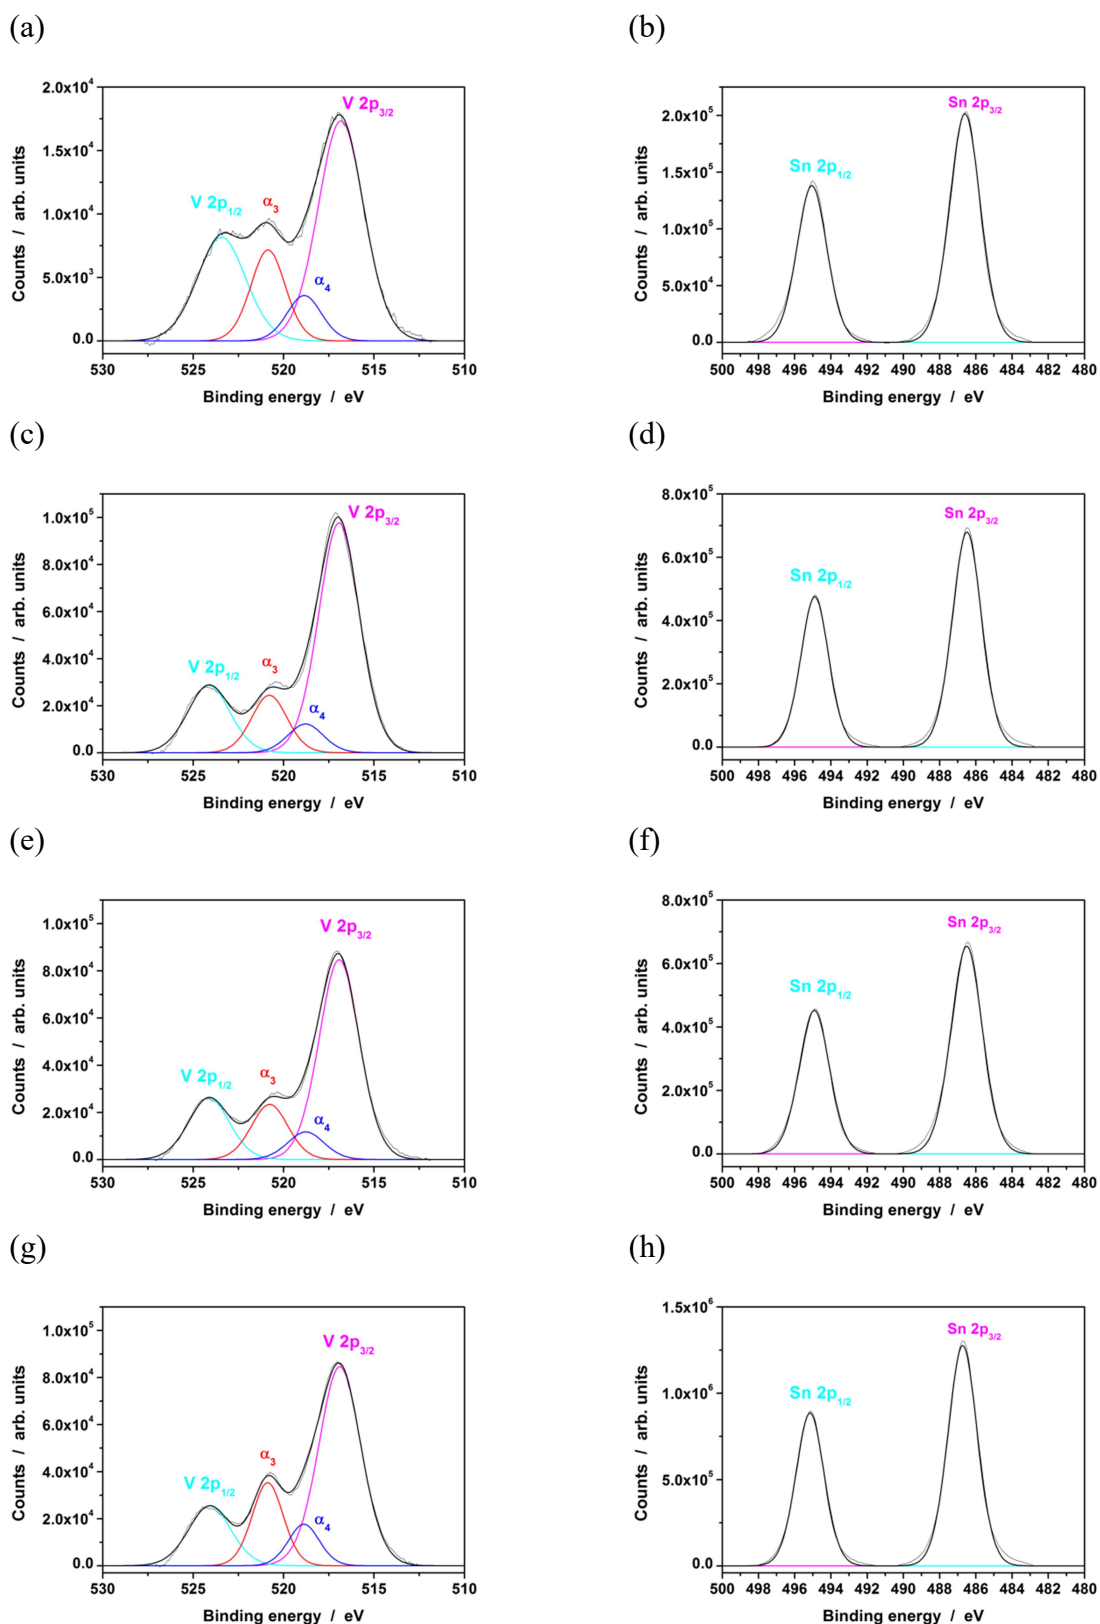 (a)
2.0x10⁴
1.5x10⁴
1.0x10⁴
5.0x10³
0.0
Counts / arb. units
V 2p₁/₂
α₃
α₄
V 2p₃/₂
530 525 520 515 510
Binding energy / eV
(b)
2.0x10⁵
1.5x10⁵
1.0x10⁵
5.0x10⁴
0.0
Counts / arb. units
Sn 2p₁/₂
Sn 2p₃/₂
500 498 496 494 492 490 488 486 484 482 480
Binding energy / eV
(c)
1.0x10⁵
8.0x10⁴
6.0x10⁴
4.0x10⁴
2.0x10⁴
0.0
Counts / arb. units
V 2p₁/₂
α₃
α₄
V 2p₃/₂
530 525 520 515 510
Binding energy / eV
(d)
8.0x10⁵
6.0x10⁵
4.0x10⁵
2.0x10⁵
0.0
Counts / arb. units
Sn 2p₁/₂
Sn 2p₃/₂
500 498 496 494 492 490 488 486 484 482 480
Binding energy / eV
(e)
1.0x10⁵
8.0x10⁴
6.0x10⁴
4.0x10⁴
2.0x10⁴
0.0
Counts / arb. units
V 2p₁/₂
α₃
α₄
V 2p₃/₂
530 525 520 515 510
Binding energy / eV
(f)
8.0x10⁵
6.0x10⁵
4.0x10⁵
2.0x10⁵
0.0
Counts / arb. units
Sn 2p₁/₂
Sn 2p₃/₂
500 498 496 494 492 490 488 486 484 482 480
Binding energy / eV
(g)
1.0x10⁵
8.0x10⁴
6.0x10⁴
4.0x10⁴
2.0x10⁴
0.0
Counts / arb. units
V 2p₁/₂
α₃
α₄
V 2p₃/₂
530 525 520 515 510
Binding energy / eV
(h)
1.5x10⁶
1.0x10⁶
5.0x10⁵
0.0
Counts / arb. units
Sn 2p₁/₂
Sn 2p₃/₂
500 498 496 494 492 490 488 486 484 482 480
Binding energy / eV